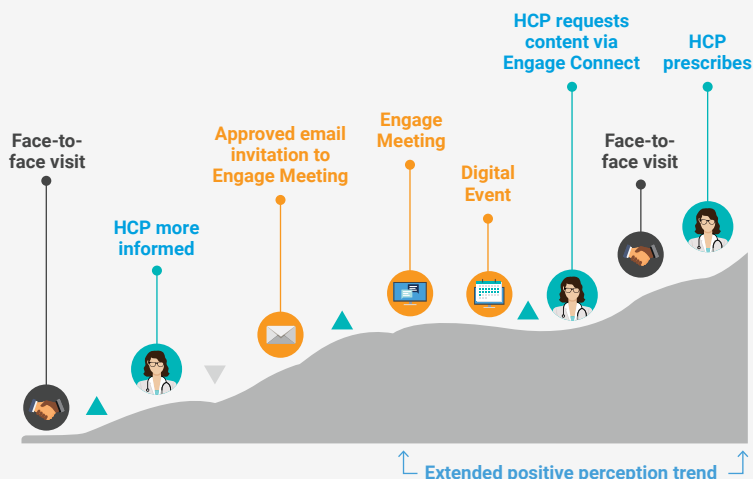 Face-to-
face visit
HCP more
informed
Approved email
invitation to
Engage Meeting
Engage
Meeting
Digital
Event
HCP requests
content via
Engage Connect
Face-to-
face visit
HCP
prescribes
Extended positive perception trend